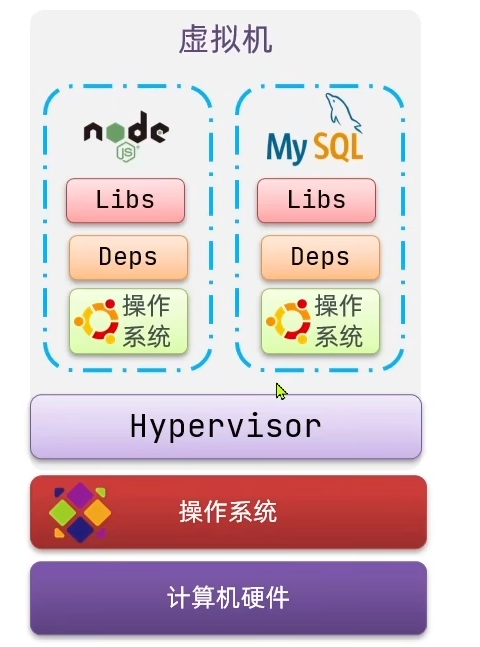 虚拟机
node
JS
MySQL
Libs
Libs
Deps
Deps
操作
系统
操作
系统
Hypervisor
操作系统
计算机硬件